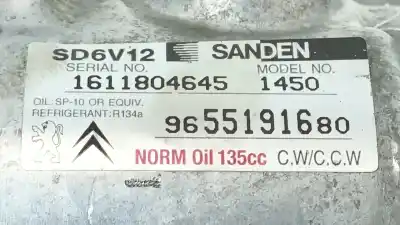 SD6V12 SANDEN
SERIAL NO. MODEL NO.
1611804645 1450
OIL: SP-10 OR EQUIV.
REFRIGERANT: R134a
9655191680
NORM Oil 135cc C.W/C.C.W